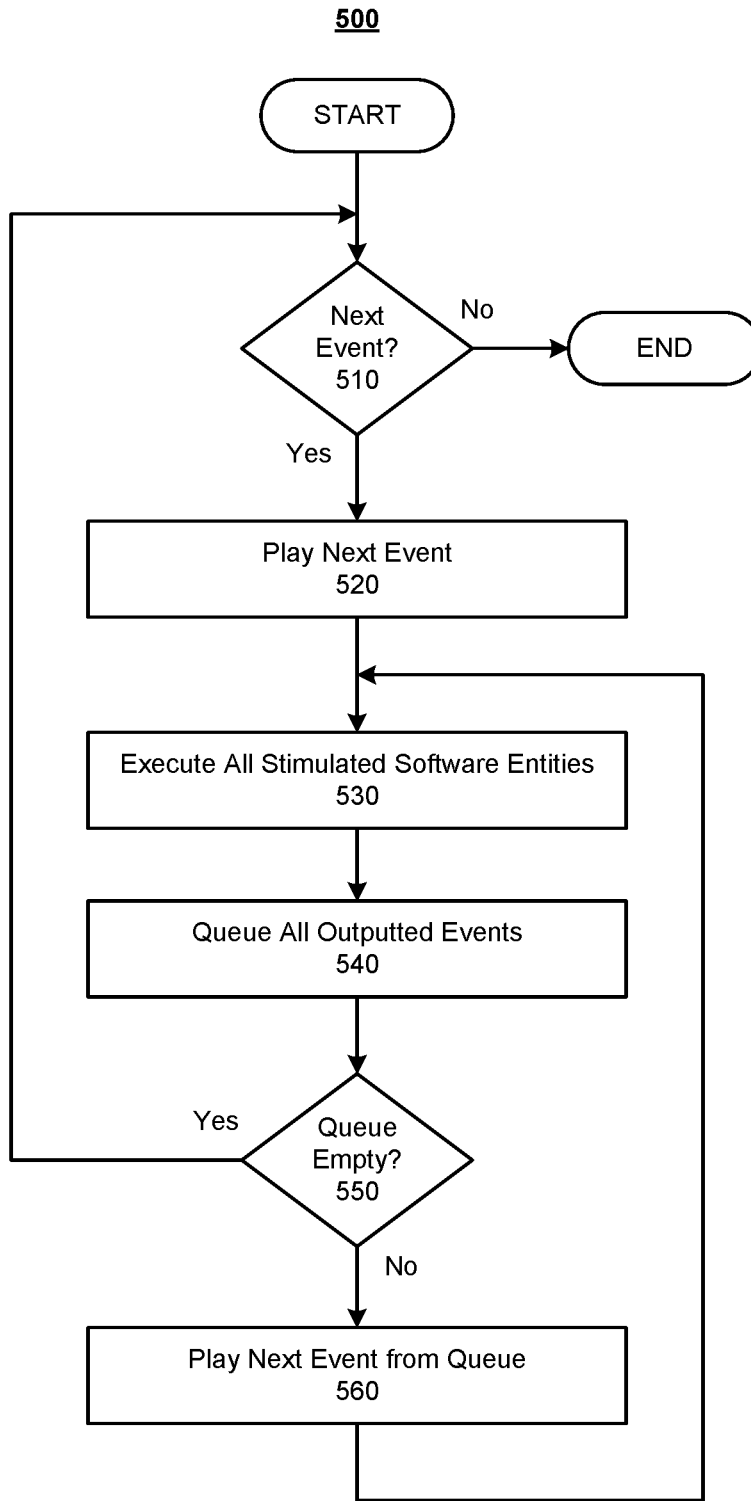 500
START
Next
Event?
510
No
END
Yes
Play Next Event
520
Execute All Stimulated Software Entities
530
Queue All Outputted Events
540
Yes
Queue
Empty?
550
No
Play Next Event from Queue
560